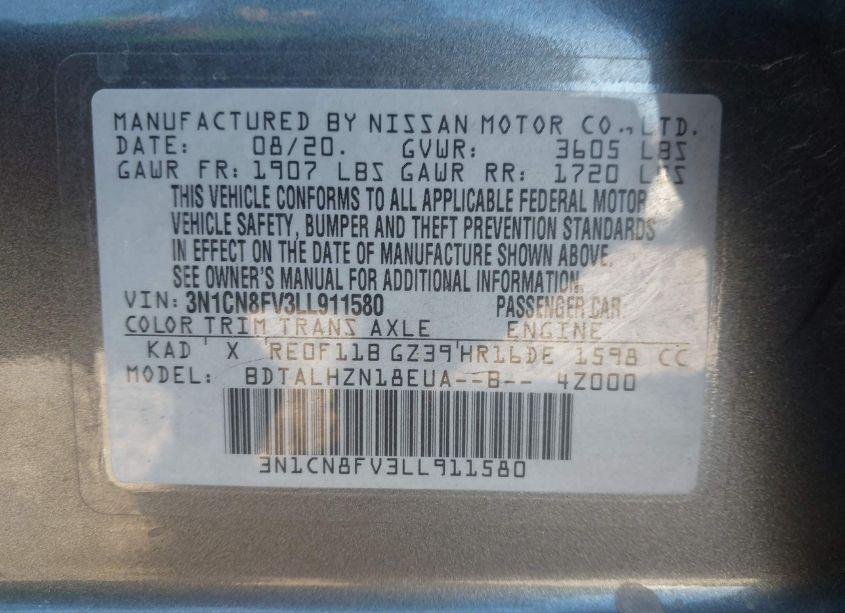 MANUFACTURED BY NISSAN MOTOR CO., LTD.
DATE: 08/20. GVWR: 3605 LBS
GAWR FR: 1907 LBS GAWR RR: 1720 LBS
THIS VEHICLE CONFORMS TO ALL APPLICABLE FEDERAL MOTOR
VEHICLE SAFETY, BUMPER AND THEFT PREVENTION STANDARDS
IN EFFECT ON THE DATE OF MANUFACTURE SHOWN ABOVE.
SEE OWNER'S MANUAL FOR ADDITIONAL INFORMATION.
VIN: 3N1CN8FV3LL911580 PASSENGER CAR.
COLOR TRIM TRANS AXLE ENGINE
KAD X RE0F11B GZ39 HR16DE 1598 CC
MODEL: BDTALHZN18EUA--B-- 4Z000
3N1CN8FV3LL911580